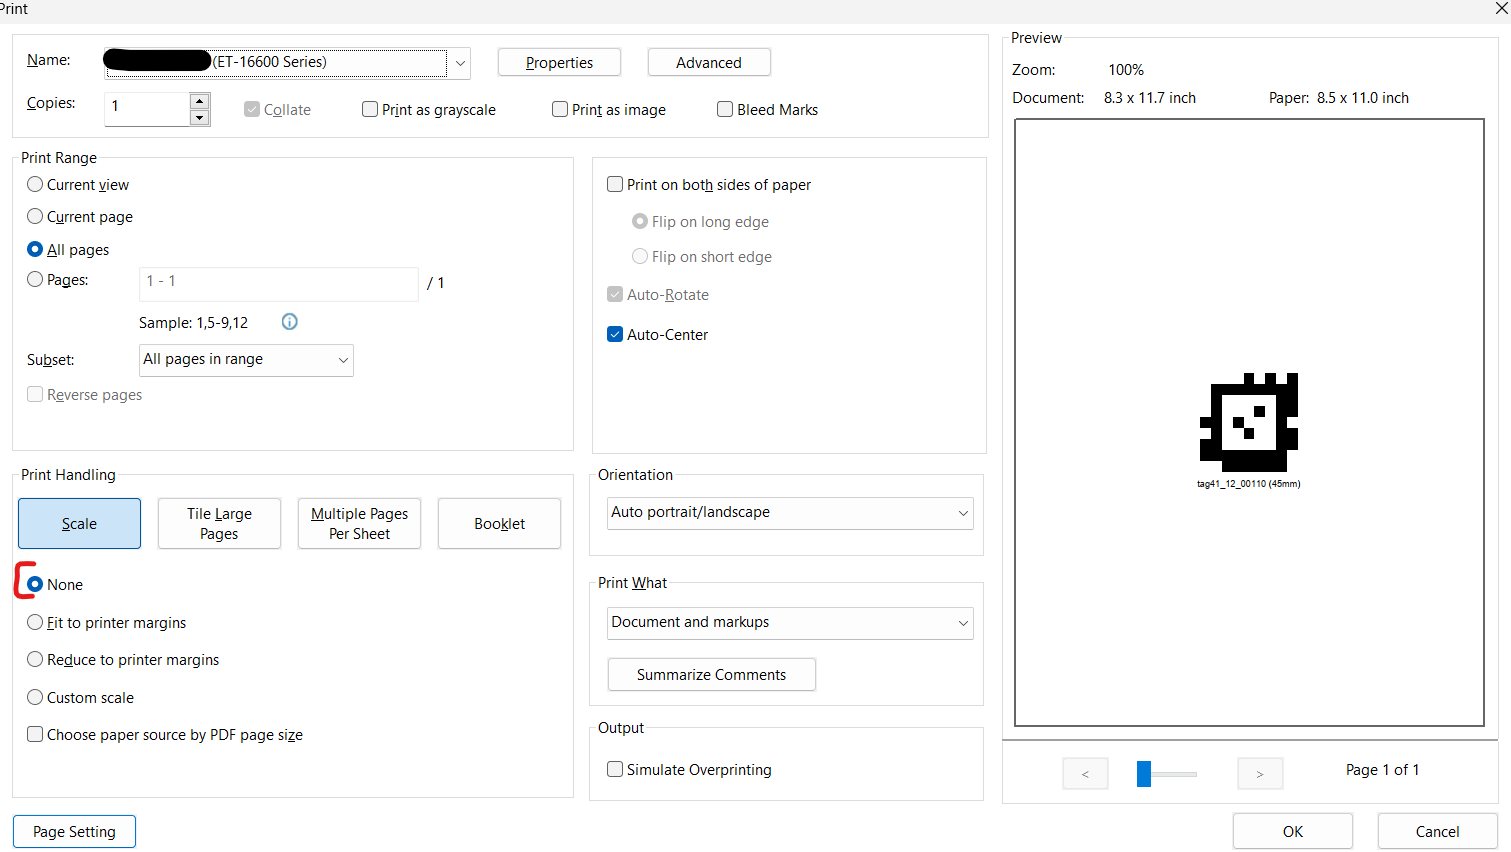 Print
Name: (ET-16600 Series) Properties Advanced
Copies: 1 Collate Print as grayscale Print as image Bleed Marks
Print Range
Current view
Current page
All pages
Pages: 1 - 1 / 1
Sample: 1,5-9,12
Subset: All pages in range
Reverse pages
Print on both sides of paper
Flip on long edge
Flip on short edge
Auto-Rotate
Auto-Center
Print Handling
Scale Tile Large Pages Multiple Pages Per Sheet Booklet
None
Fit to printer margins
Reduce to printer margins
Custom scale
Choose paper source by PDF page size
Orientation
Auto portrait/landscape
Print What
Document and markups
Summarize Comments
Output
Simulate Overprinting
Preview
Zoom: 100%
Document: 8.3 x 11.7 inch Paper: 8.5 x 11.0 inch
tag41_12_00110 (45mm)
< > Page 1 of 1
Page Setting OK Cancel